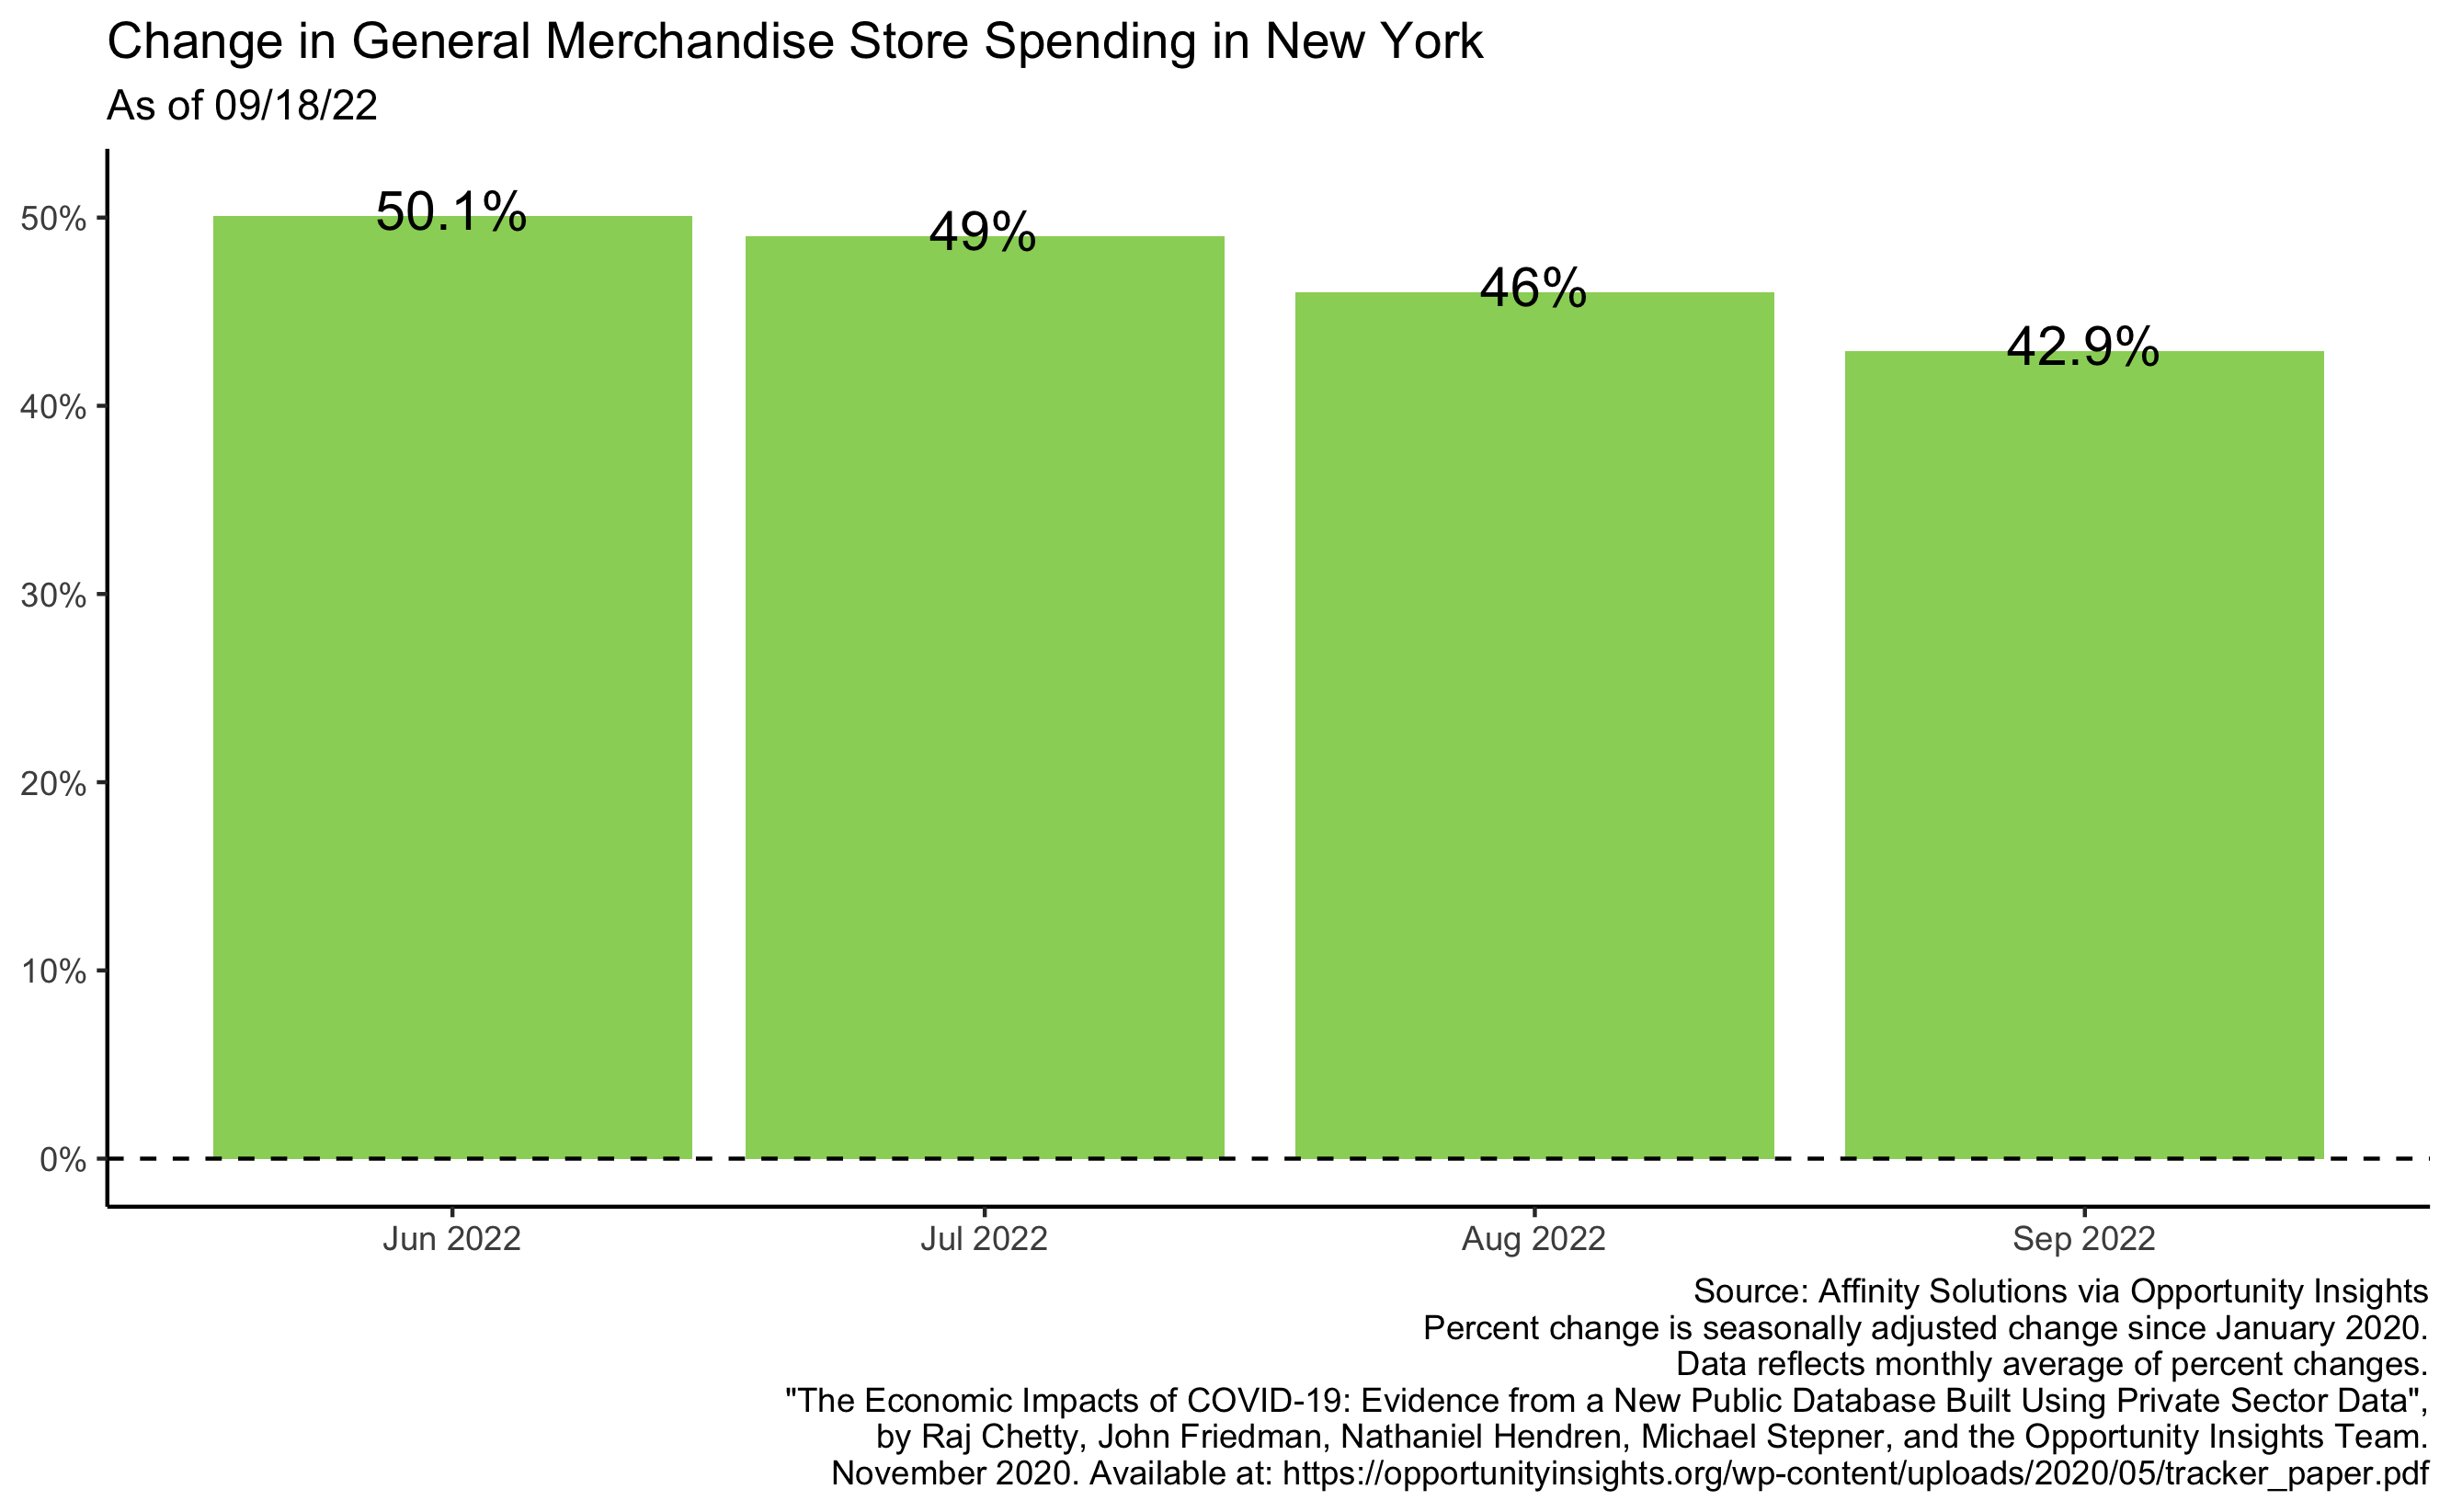 Change in General Merchandise Store Spending in New York
As of 09/18/22
50.1%
49%
46%
42.9%
50%
40%
30%
20%
10%
0%
Jun 2022
Jul 2022
Aug 2022
Sep 2022
Source: Affinity Solutions via Opportunity Insights
Percent change is seasonally adjusted change since January 2020.
Data reflects monthly average of percent changes.
"The Economic Impacts of COVID-19: Evidence from a New Public Database Built Using Private Sector Data",
by Raj Chetty, John Friedman, Nathaniel Hendren, Michael Stepner, and the Opportunity Insights Team.
November 2020. Available at: https://opportunityinsights.org/wp-content/uploads/2020/05/tracker_paper.pdf